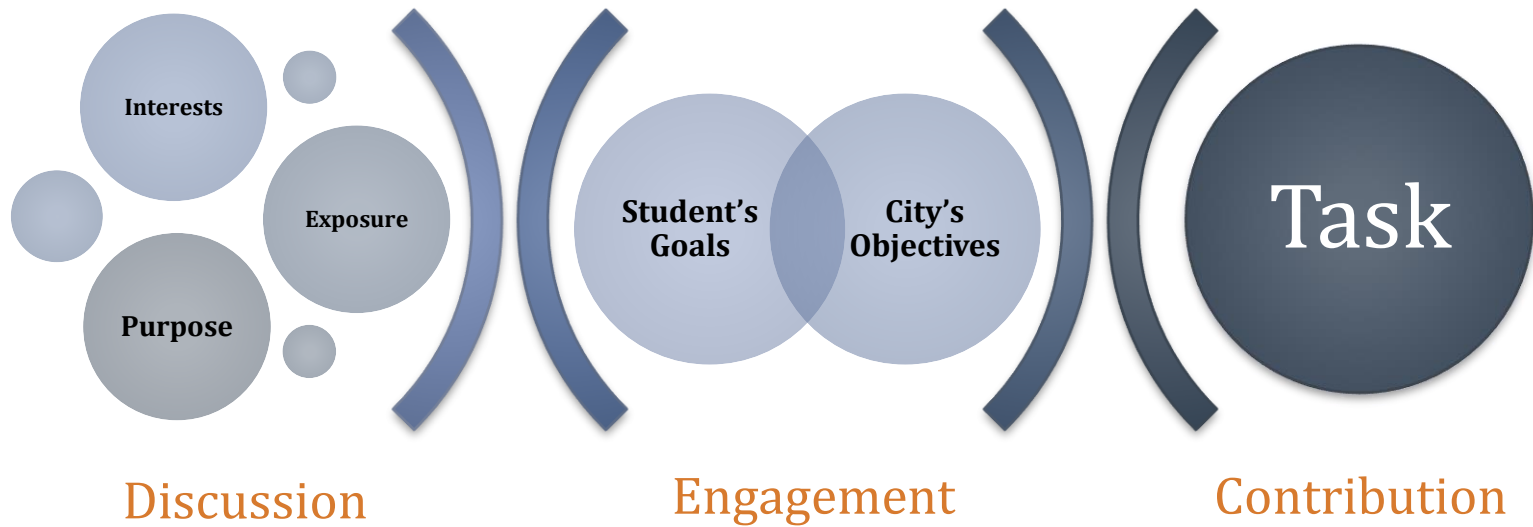 Interests
Exposure
Purpose
Student’s
Goals
City’s
Objectives
Task
Discussion
Engagement
Contribution